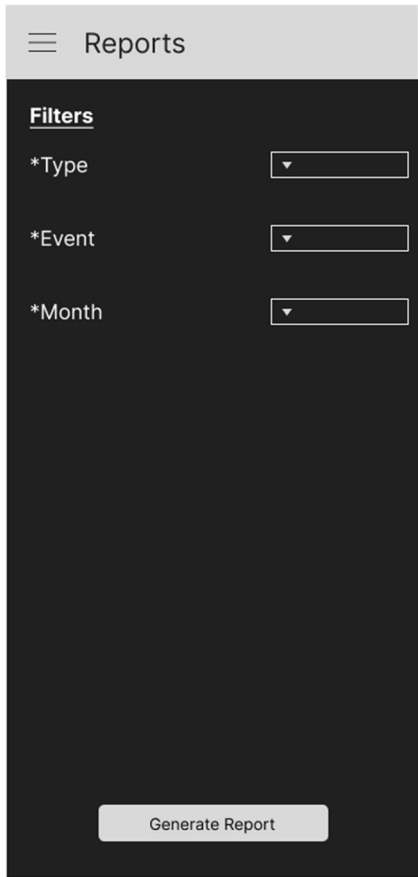 Reports
Filters
*Type
*Event
*Month
Generate Report